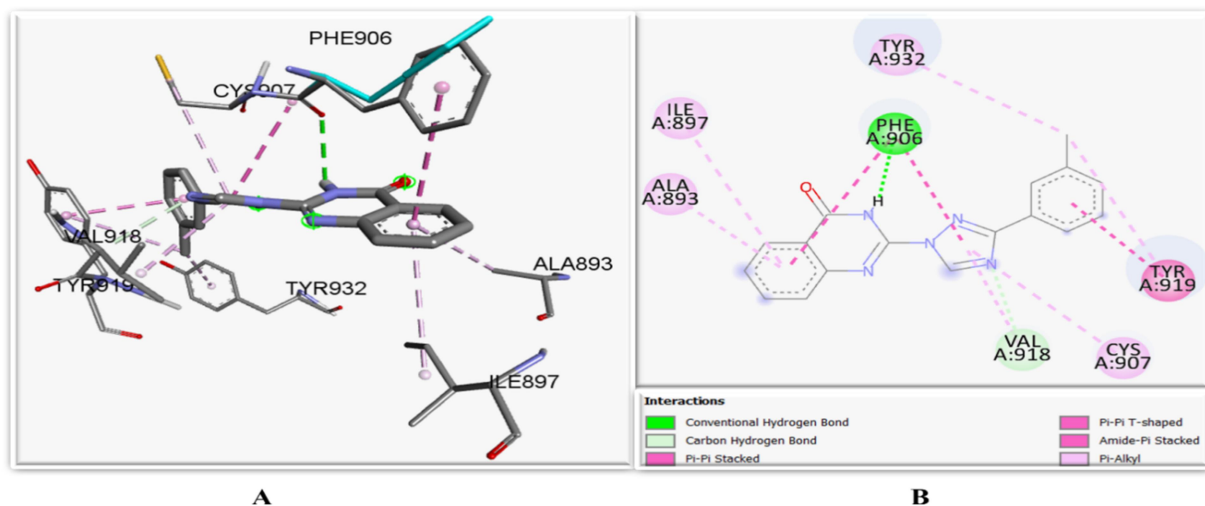 PHE906
CYS907
VAL918
TYR919
TYR932
ALA893
ILE897
A
TYR
A:932
ILE
A:897
PHE
A:906
ALA
A:893
O
H
N
N
N
N
N
TYR
A:919
VAL
A:918
CYS
A:907
Interactions
Conventional Hydrogen Bond
Carbon Hydrogen Bond
Pi-Pi Stacked
Pi-Pi T-shaped
Amide-Pi Stacked
Pi-Alkyl
B